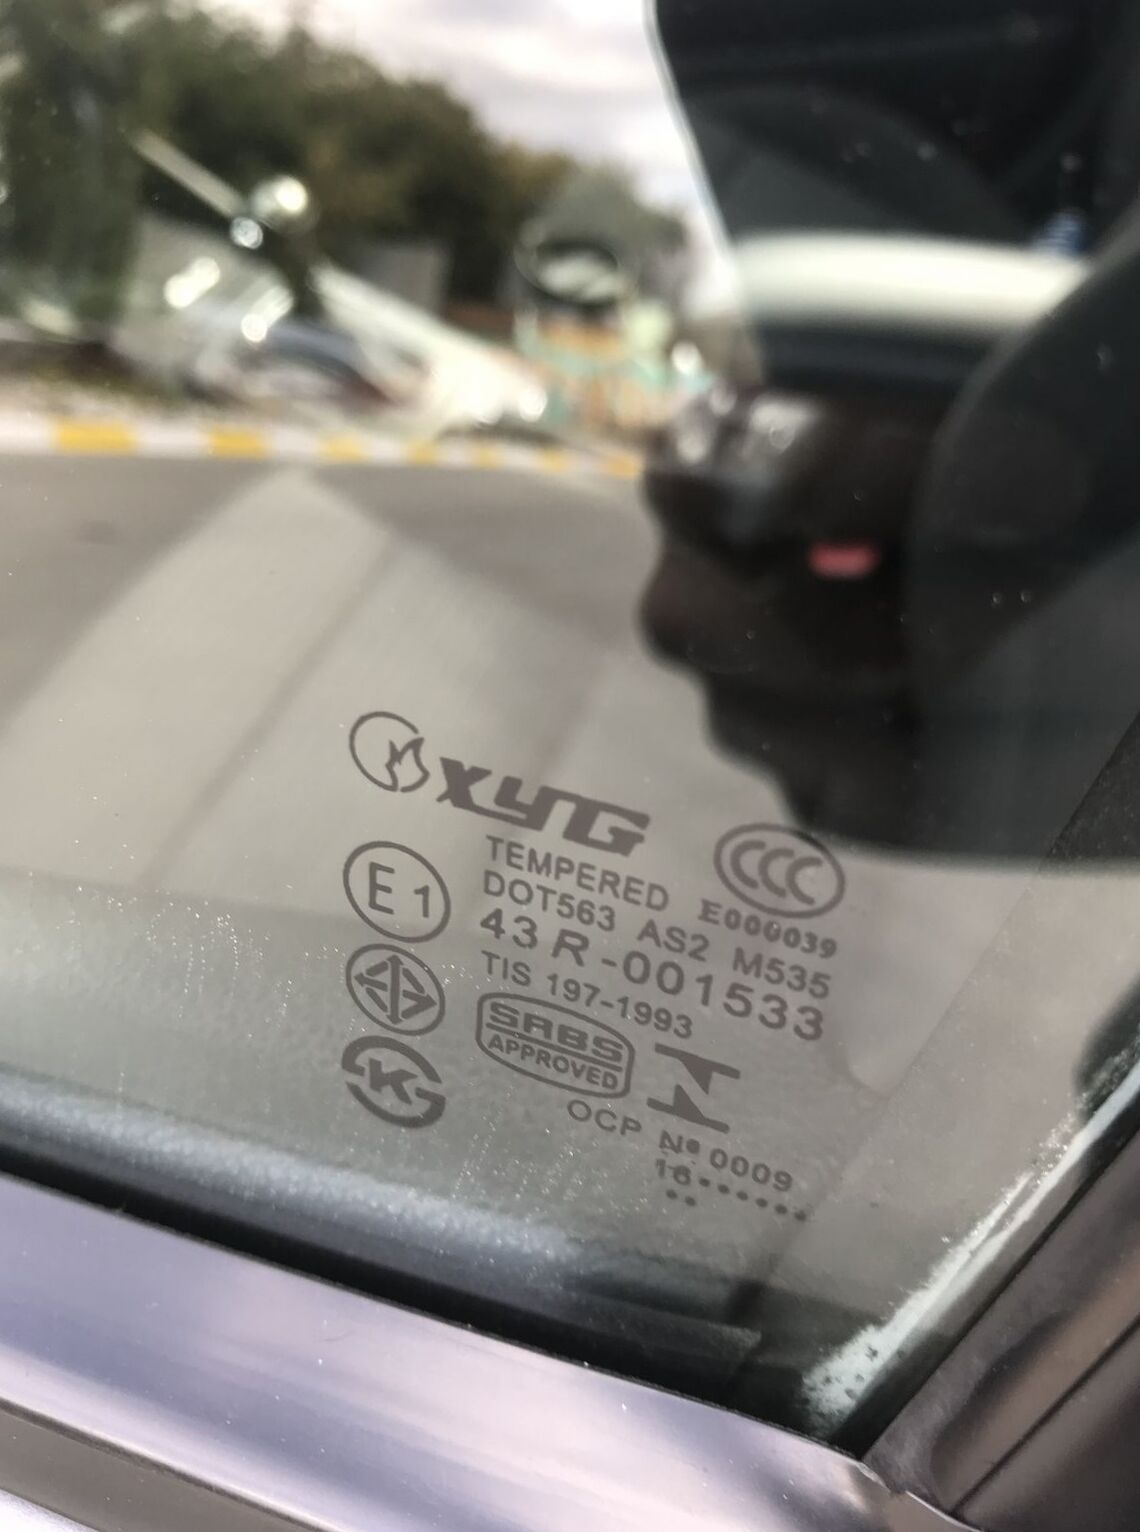 XYG
CCC
TEMPERED E000039
E1
DOT563 AS2 M535
43R-001533
TIS 197-1993
SABS
APPROVED
K
OCP Nº 0009
16.......
..